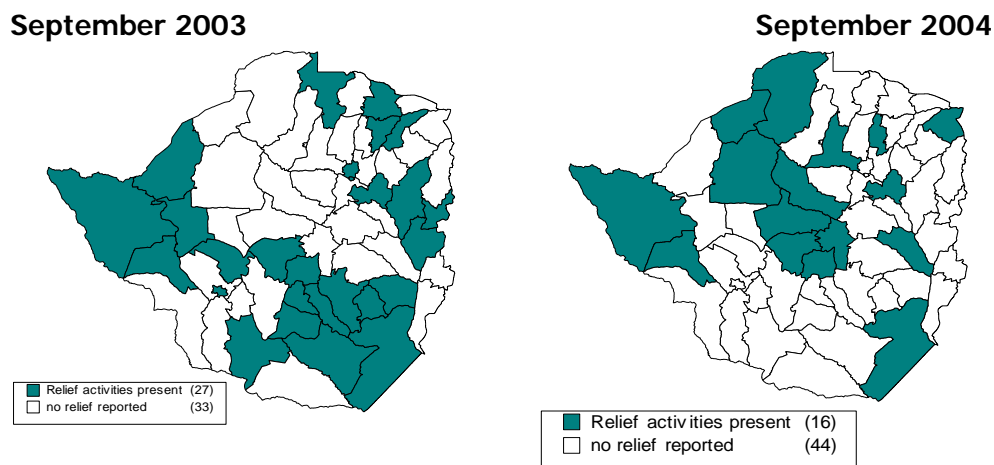 September 2003
September 2004
Relief activities present (27)
no relief reported (33)
Relief activities present (16)
no relief reported (44)